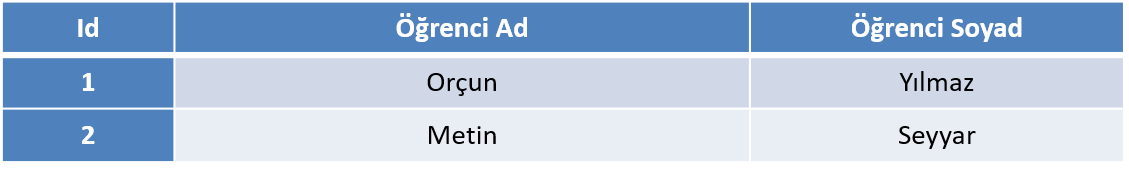 Id Öğrenci Ad Öğrenci Soyad
1 Orçun Yılmaz
2 Metin Seyyar